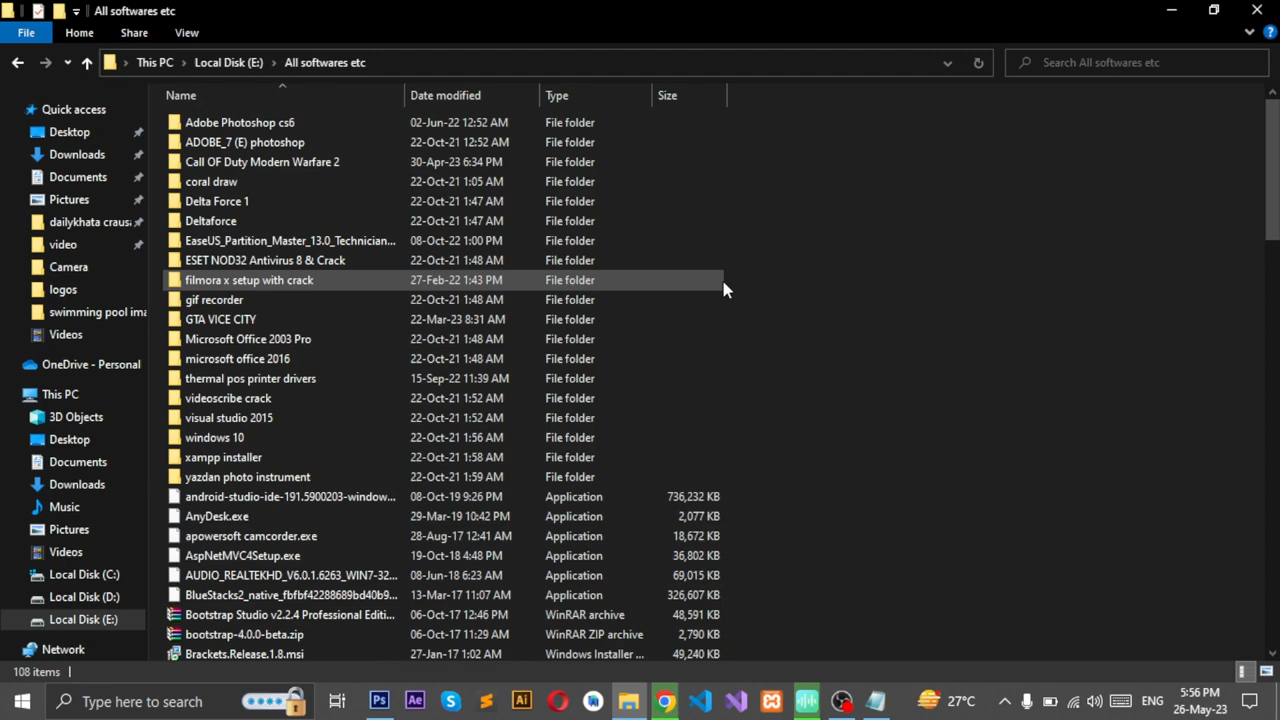 All softwares etc
File Home Share View
This PC Local Disk (E:) All softwares etc Search All softwares etc
Name Date modified Type Size
Quick access
Desktop
Downloads
Documents
Pictures
dailykhata craus
video
Camera
logos
swimming pool ima
Videos
OneDrive - Personal
This PC
3D Objects
Desktop
Documents
Downloads
Music
Pictures
Videos
Local Disk (C:)
Local Disk (D:)
Local Disk (E:)
Network
Adobe Photoshop cs6 02-Jun-22 12:52 AM File folder
ADOBE_7 (E) photoshop 22-Oct-21 12:52 AM File folder
Call OF Duty Modern Warfare 2 30-Apr-23 6:34 PM File folder
coral draw 22-Oct-21 1:05 AM File folder
Delta Force 1 22-Oct-21 1:47 AM File folder
Deltaforce 22-Oct-21 1:47 AM File folder
EaseUS_Partition_Master_13.0_Technician... 08-Oct-22 1:00 PM File folder
ESET NOD32 Antivirus 8 & Crack 22-Oct-21 1:48 AM File folder
filmora x setup with crack 27-Feb-22 1:43 PM File folder
gif recorder 22-Oct-21 1:48 AM File folder
GTA VICE CITY 22-Mar-23 8:31 AM File folder
Microsoft Office 2003 Pro 22-Oct-21 1:48 AM File folder
microsoft office 2016 22-Oct-21 1:48 AM File folder
thermal pos printer drivers 15-Sep-22 11:39 AM File folder
videoscribe crack 22-Oct-21 1:52 AM File folder
visual studio 2015 22-Oct-21 1:52 AM File folder
windows 10 22-Oct-21 1:56 AM File folder
xampp installer 22-Oct-21 1:58 AM File folder
yazdan photo instrument 22-Oct-21 1:59 AM File folder
android-studio-ide-191.5900203-window... 08-Oct-19 9:26 PM Application 736,232 KB
AnyDesk.exe 29-Mar-19 10:42 PM Application 2,077 KB
apowersoft camcorder.exe 28-Aug-17 12:41 AM Application 18,672 KB
AspNetMVC4Setup.exe 19-Oct-18 4:48 PM Application 36,802 KB
AUDIO_REALTEKHD_V6.0.1.6263_WIN7-32... 08-Jun-18 6:23 AM Application 69,015 KB
BlueStacks2_native_fbfbf42288689bd40b9... 13-Mar-17 11:07 AM Application 326,607 KB
Bootstrap Studio v2.2.4 Professional Editi... 06-Oct-17 12:46 PM WinRAR archive 48,591 KB
bootstrap-4.0.0-beta.zip 06-Oct-17 11:29 AM WinRAR ZIP archive 2,790 KB
Brackets.Release.1.8.msi 27-Jan-17 1:02 AM Windows Installer ... 49,240 KB
108 items
Type here to search Ps Ae Ai 27°C ENG 5:56 PM
26-May-23